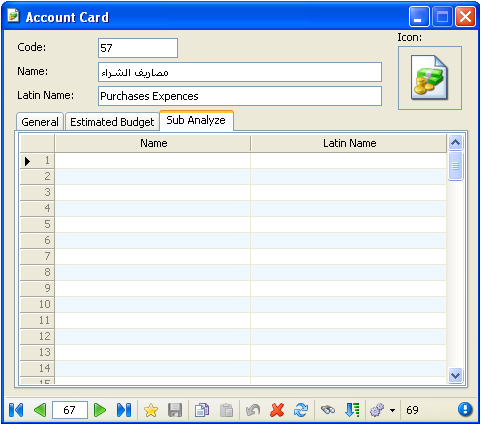 Account Card
Icon:
Code: 57
Name: مصاريف الشراء
Latin Name: Purchases Expences
General Estimated Budget Sub Analyze
Name Latin Name
1
2
3
4
5
6
7
8
9
10
11
12
13
14
15
67 69